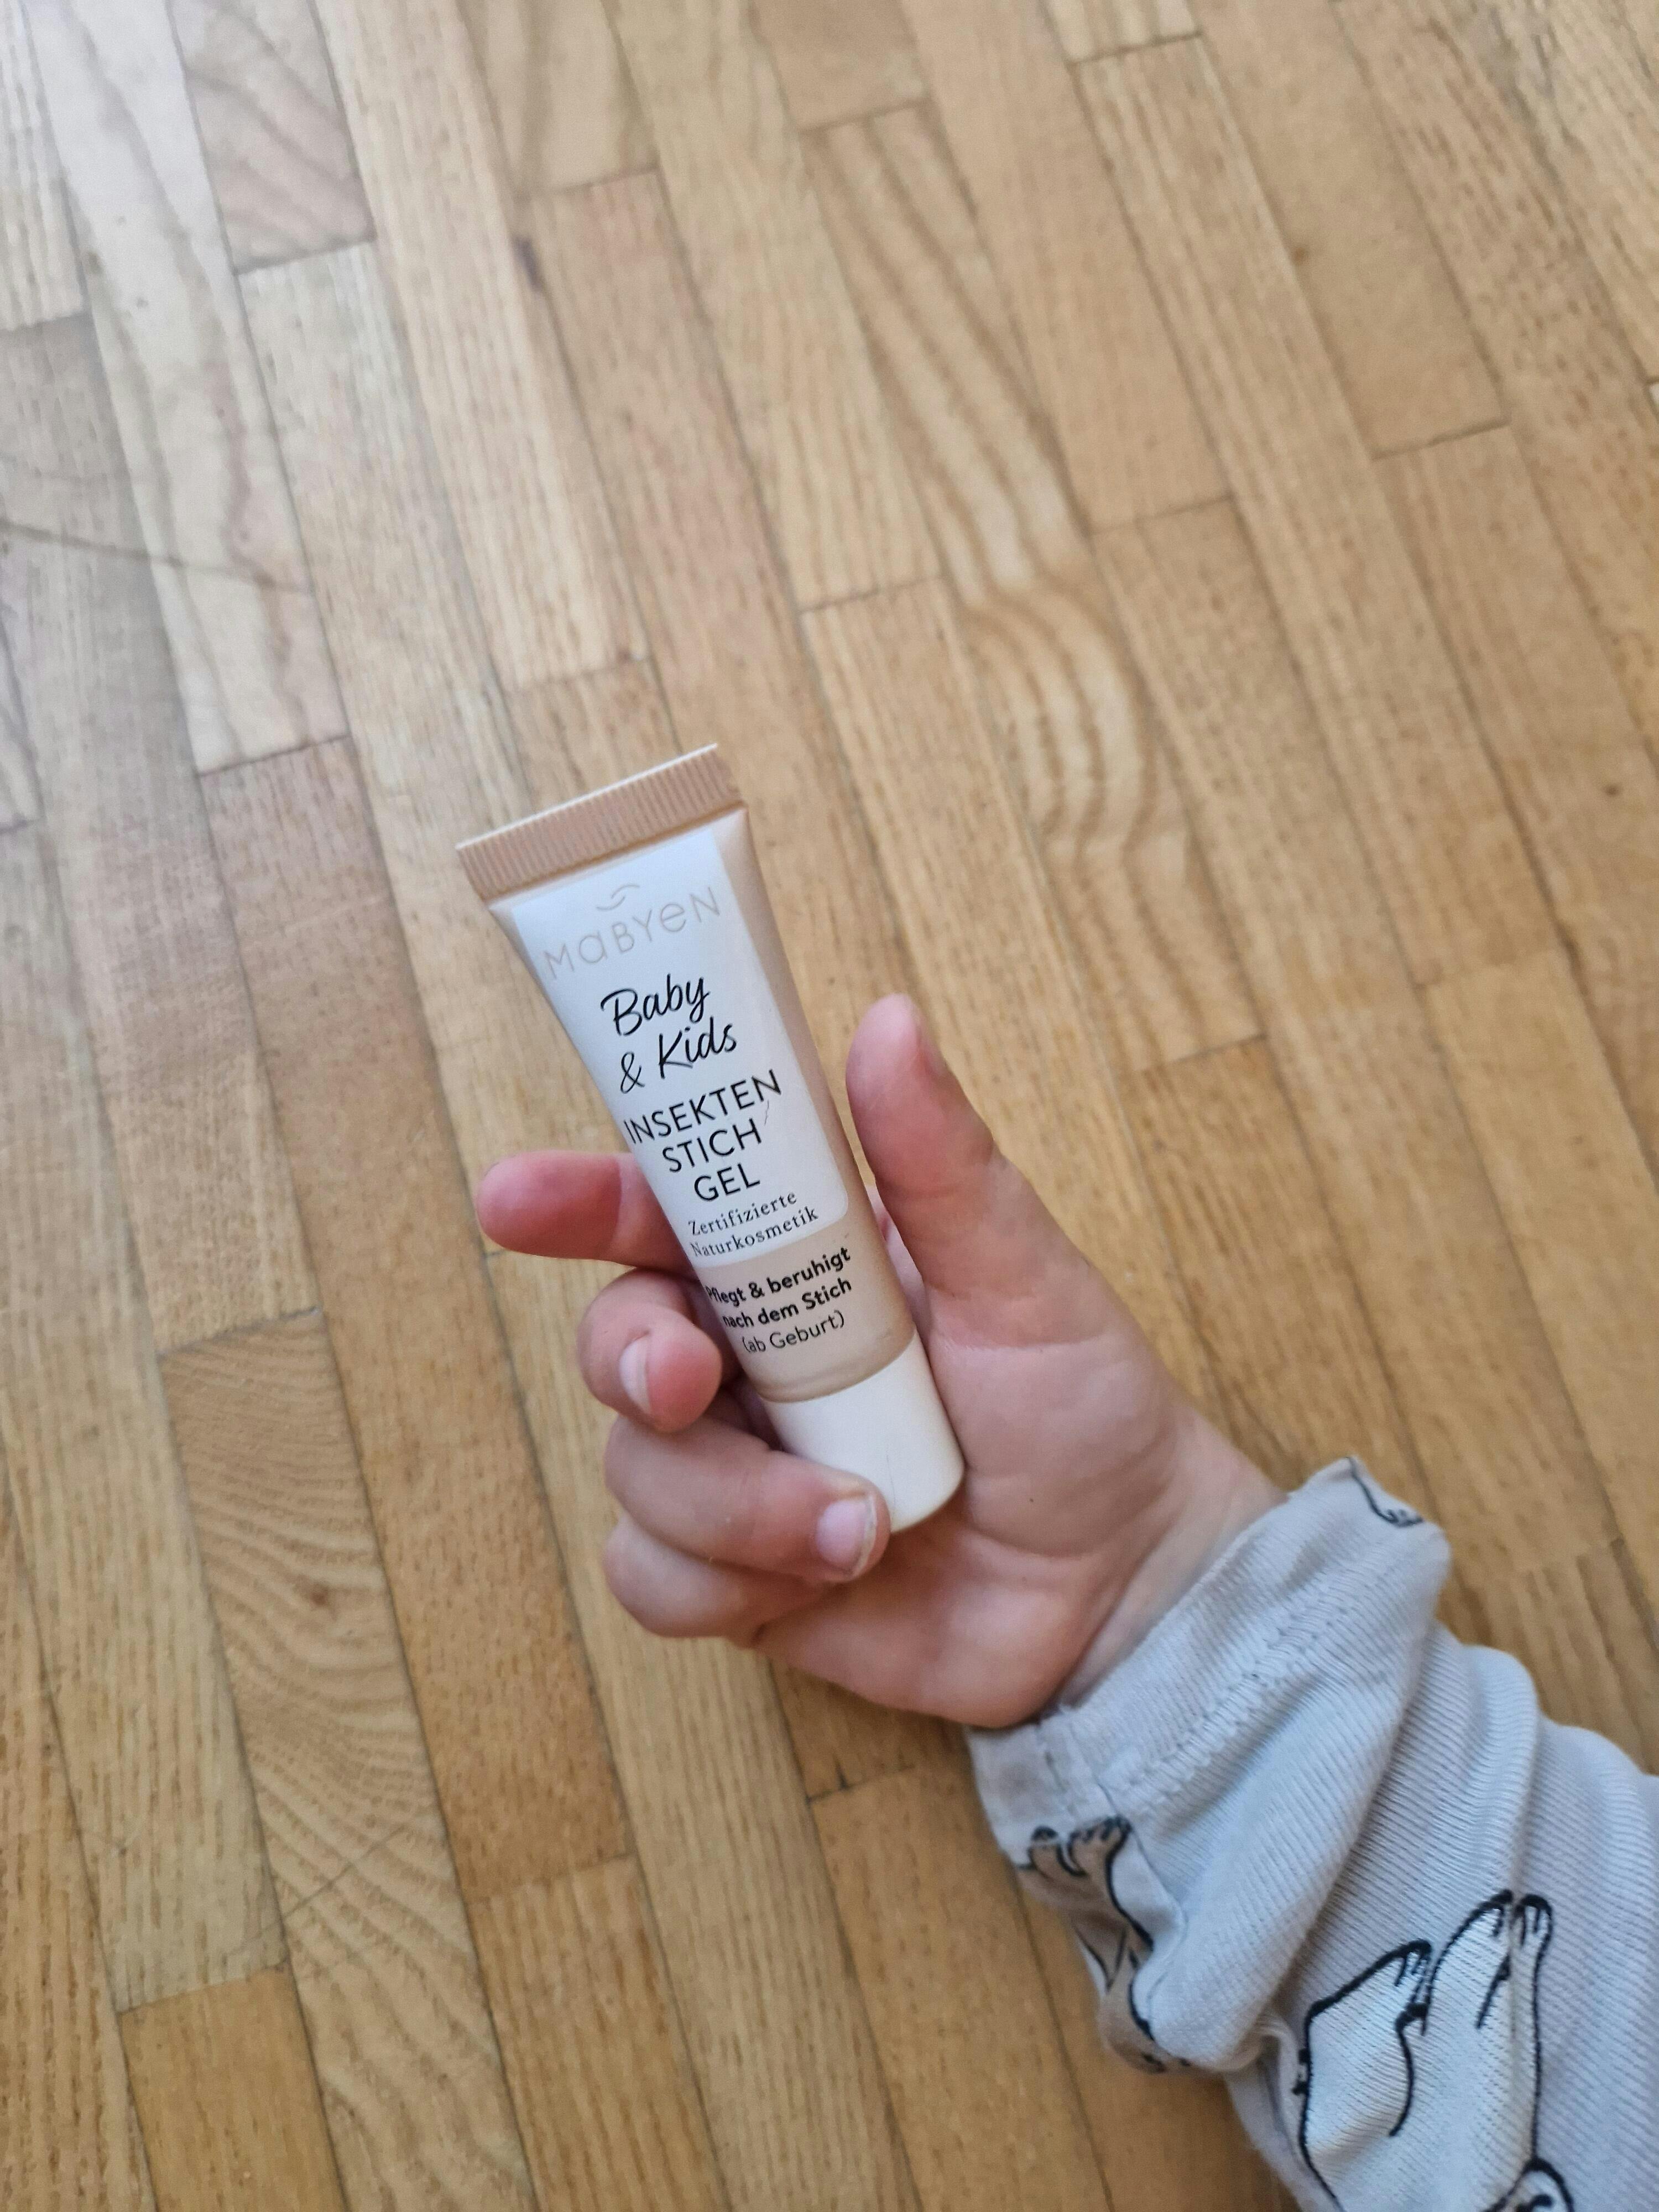 MaBYeN
Baby
& Kids
INSEKTEN
STICH
GEL
Zertifizierte
Naturkosmetik
Pflegt & beruhigt
nach dem Stich
(ab Geburt)